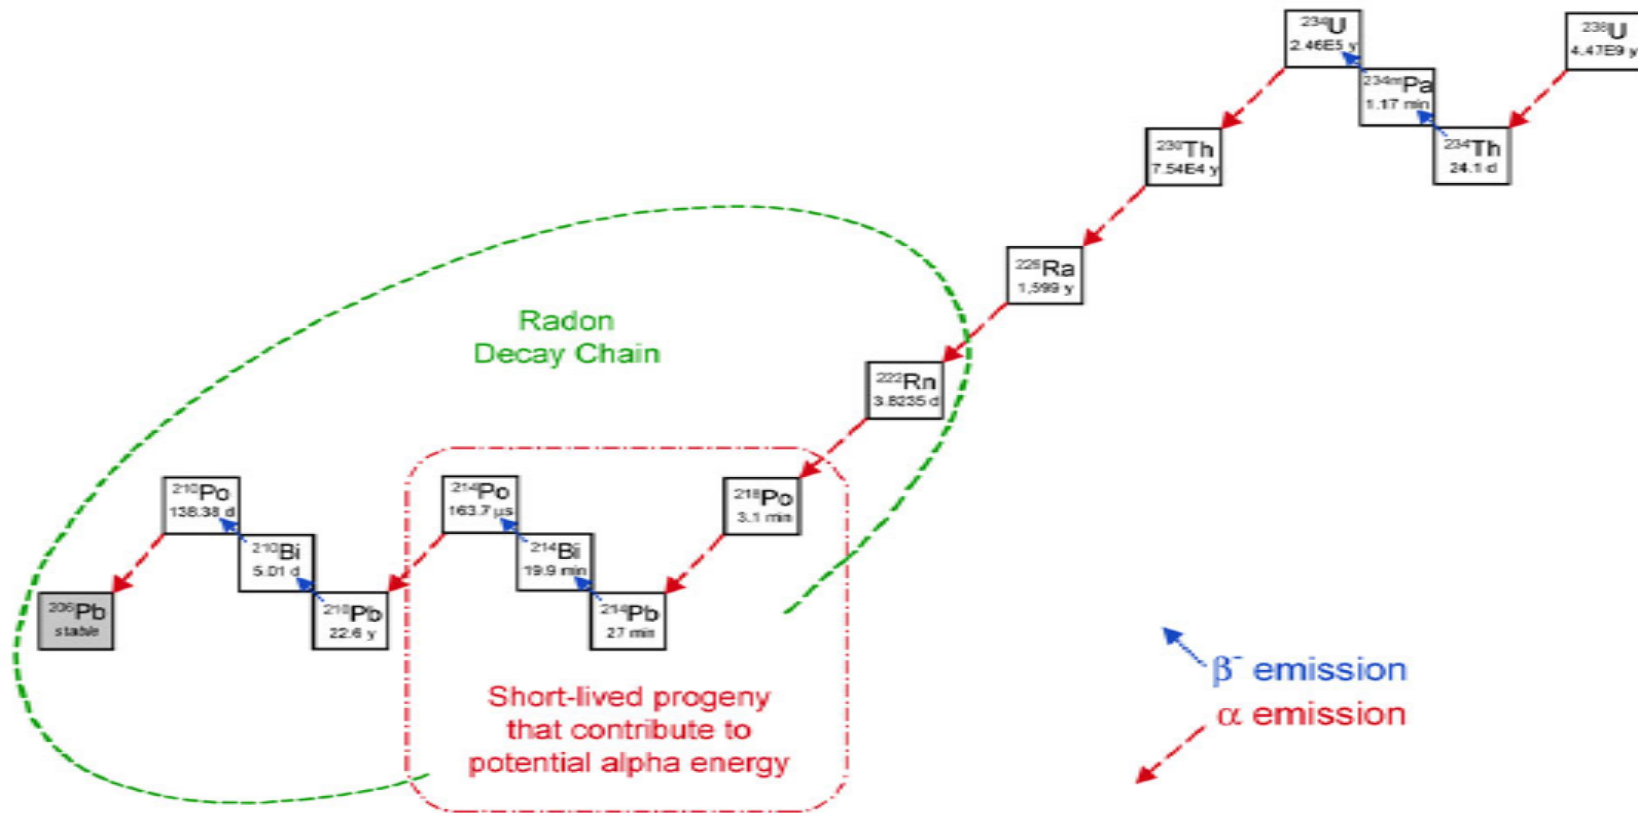 ²³⁴U
2.46E5 y
²³⁸U
4.47E9 y
²³⁴ᵐPa
1.17 min
²³⁴Th
24.1 d
²³⁰Th
7.54E4 y
²²⁶Ra
1,599 y
Radon
Decay Chain
²²²Rn
3.8235 d
²¹⁰Po
138.38 d
²¹⁴Po
163.7 µs
²¹⁸Po
3.1 min
²¹⁰Bi
5.01 d
²¹⁴Bi
19.9 min
²⁰⁶Pb
stable
²¹⁰Pb
22.6 y
²¹⁴Pb
27 min
Short-lived progeny
that contribute to
potential alpha energy
β⁻ emission
α emission